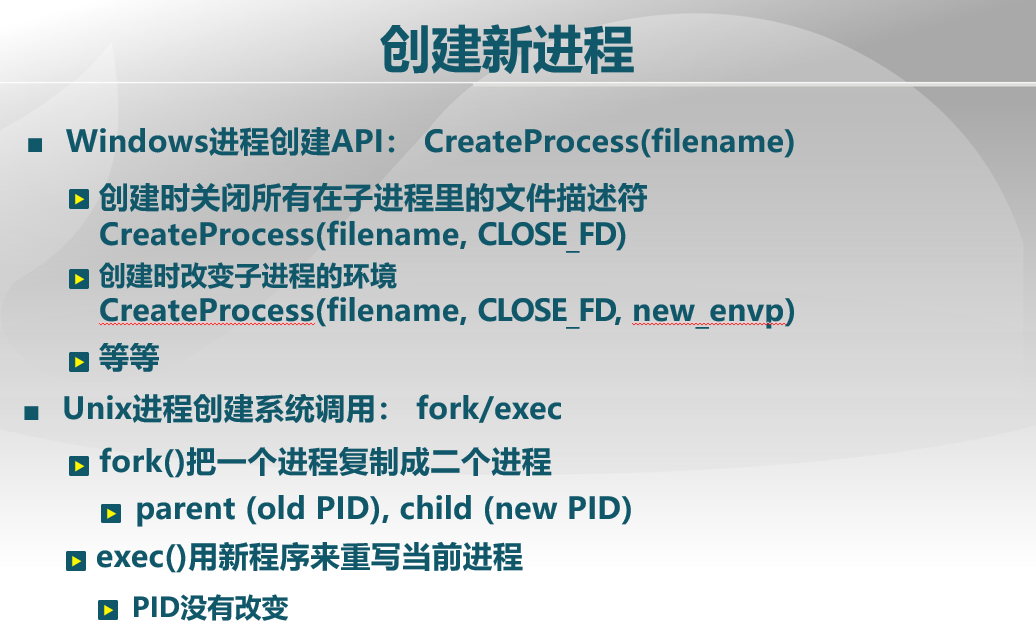 创建新进程
Windows进程创建API： CreateProcess(filename)
创建时关闭所有在子进程里的文件描述符
CreateProcess(filename, CLOSE_FD)
创建时改变子进程的环境
CreateProcess(filename, CLOSE_FD, new_envp)
等等
Unix进程创建系统调用： fork/exec
fork()把一个进程复制成二个进程
parent (old PID), child (new PID)
exec()用新程序来重写当前进程
PID没有改变